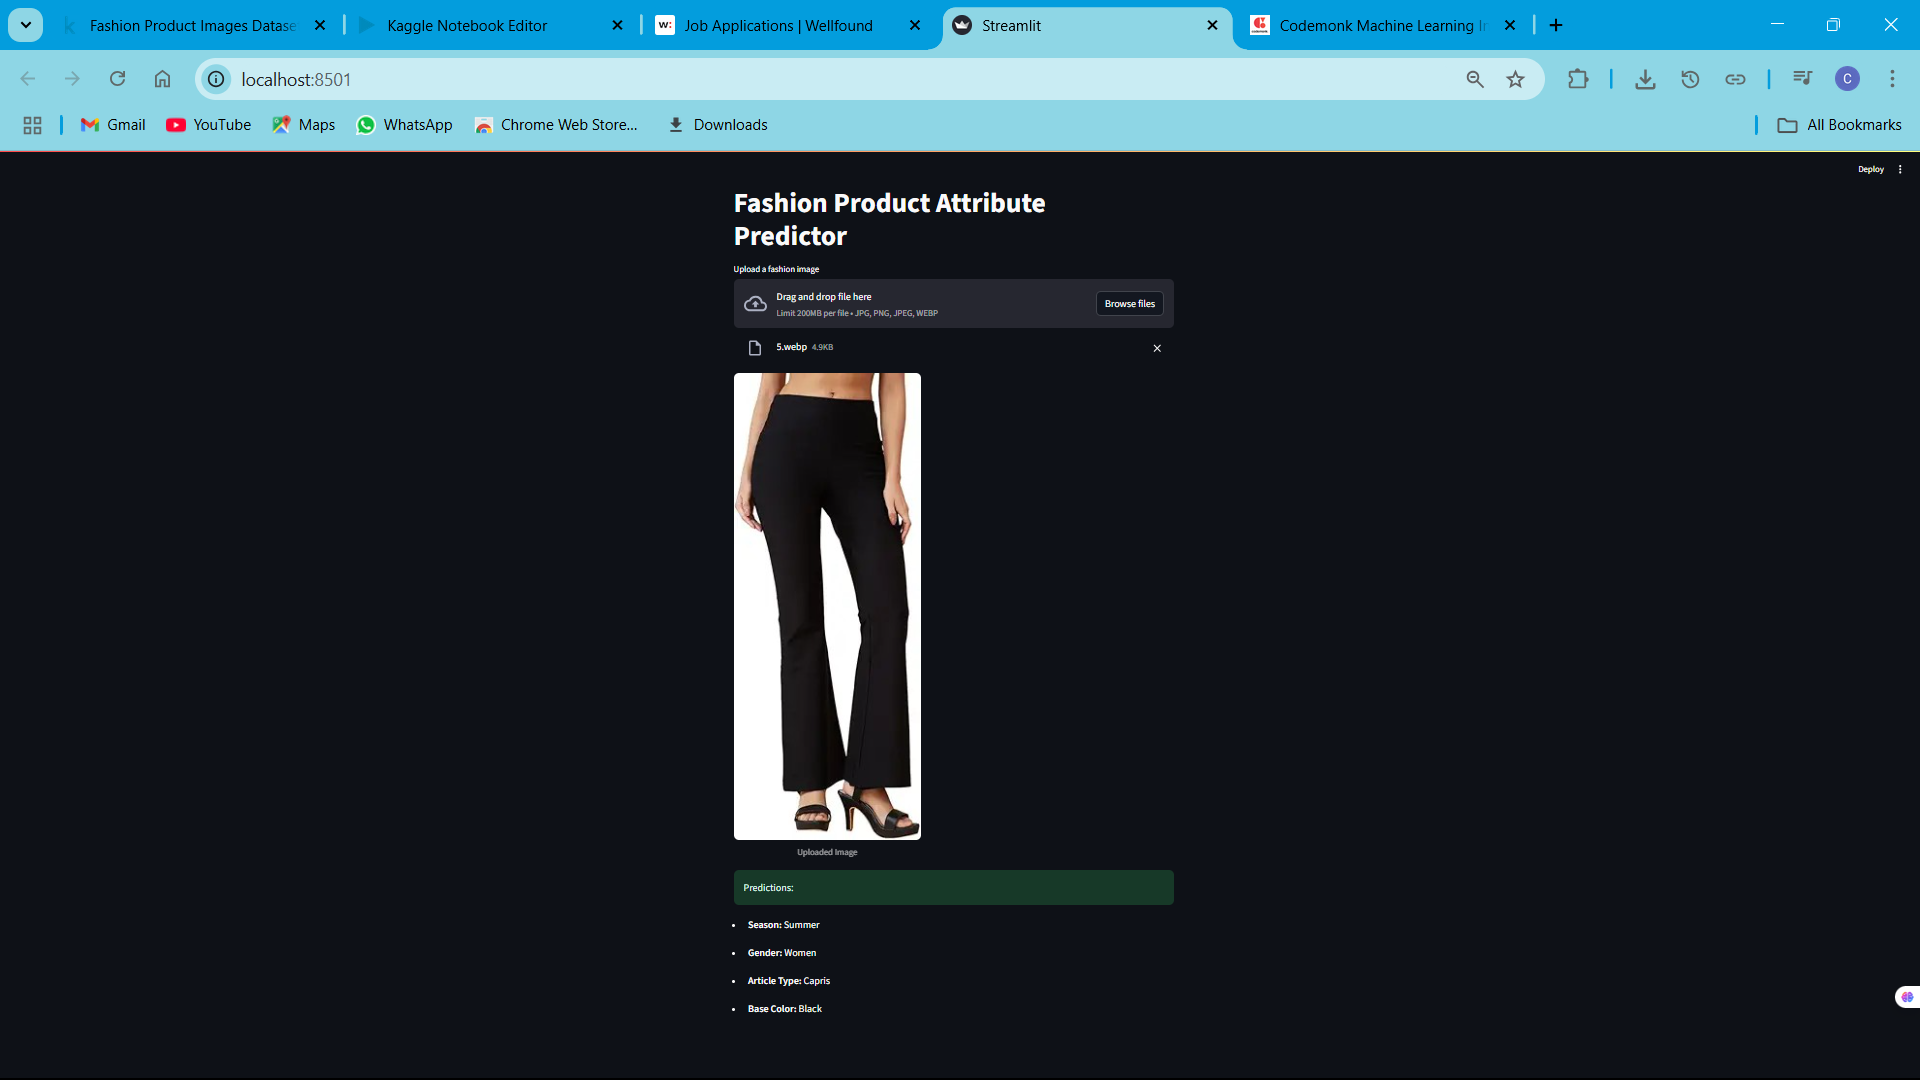 Fashion Product Images Datase
Kaggle Notebook Editor
w: Job Applications | Wellfound
Streamlit
Codemonk Machine Learning In
localhost:8501
C
Gmail
YouTube
Maps
WhatsApp
Chrome Web Store...
Downloads
All Bookmarks
Deploy
Fashion Product Attribute
Predictor
Upload a fashion image
Drag and drop file here
Limit 200MB per file • JPG, PNG, JPEG, WEBP
Browse files
5.webp 4.9KB
Uploaded Image
Predictions:
• Season: Summer
• Gender: Women
• Article Type: Capris
• Base Color: Black